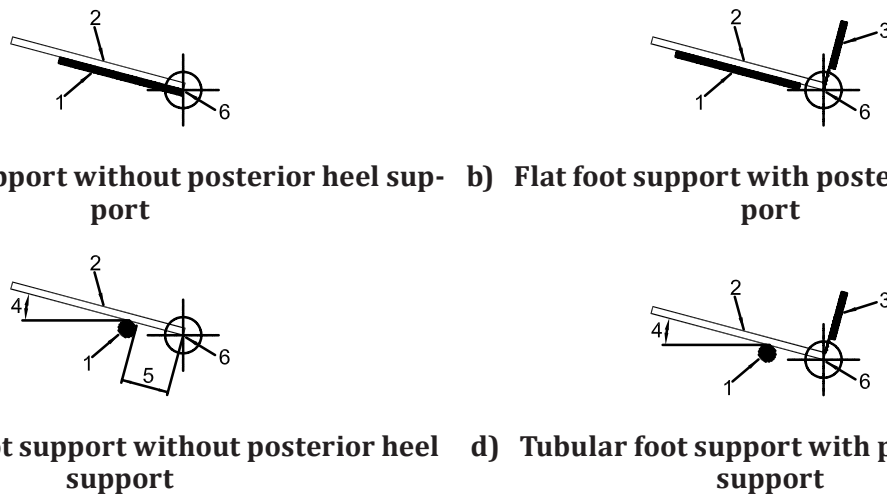 2
1
6
2
3
1
6
support without posterior heel sup-
port
b) Flat foot support with poste
port
2
4
1
5
6
2
3
4
1
6
ot support without posterior heel
support
d) Tubular foot support with p
support